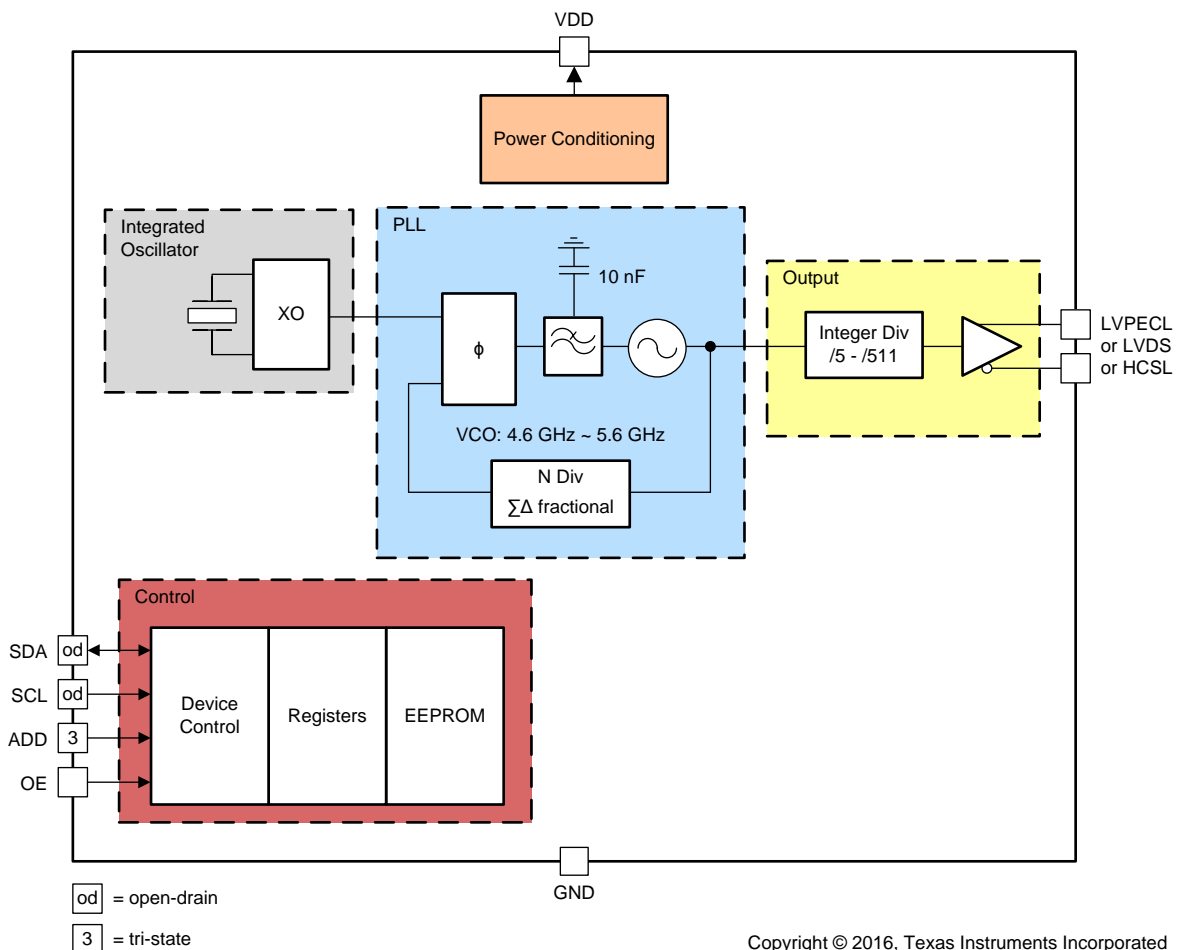 VDD
Power Conditioning
Integrated
Oscillator
XO
PLL
10 nF
ϕ
VCO: 4.6 GHz ~ 5.6 GHz
N Div
∑Δ fractional
Output
Integer Div
/5 - /511
LVPECL
or LVDS
or HCSL
Control
SDA
od
SCL
od
ADD
3
OE
Device
Control
Registers
EEPROM
GND
od = open-drain
3 = tri-state
Copyright © 2016, Texas Instruments Incorporated